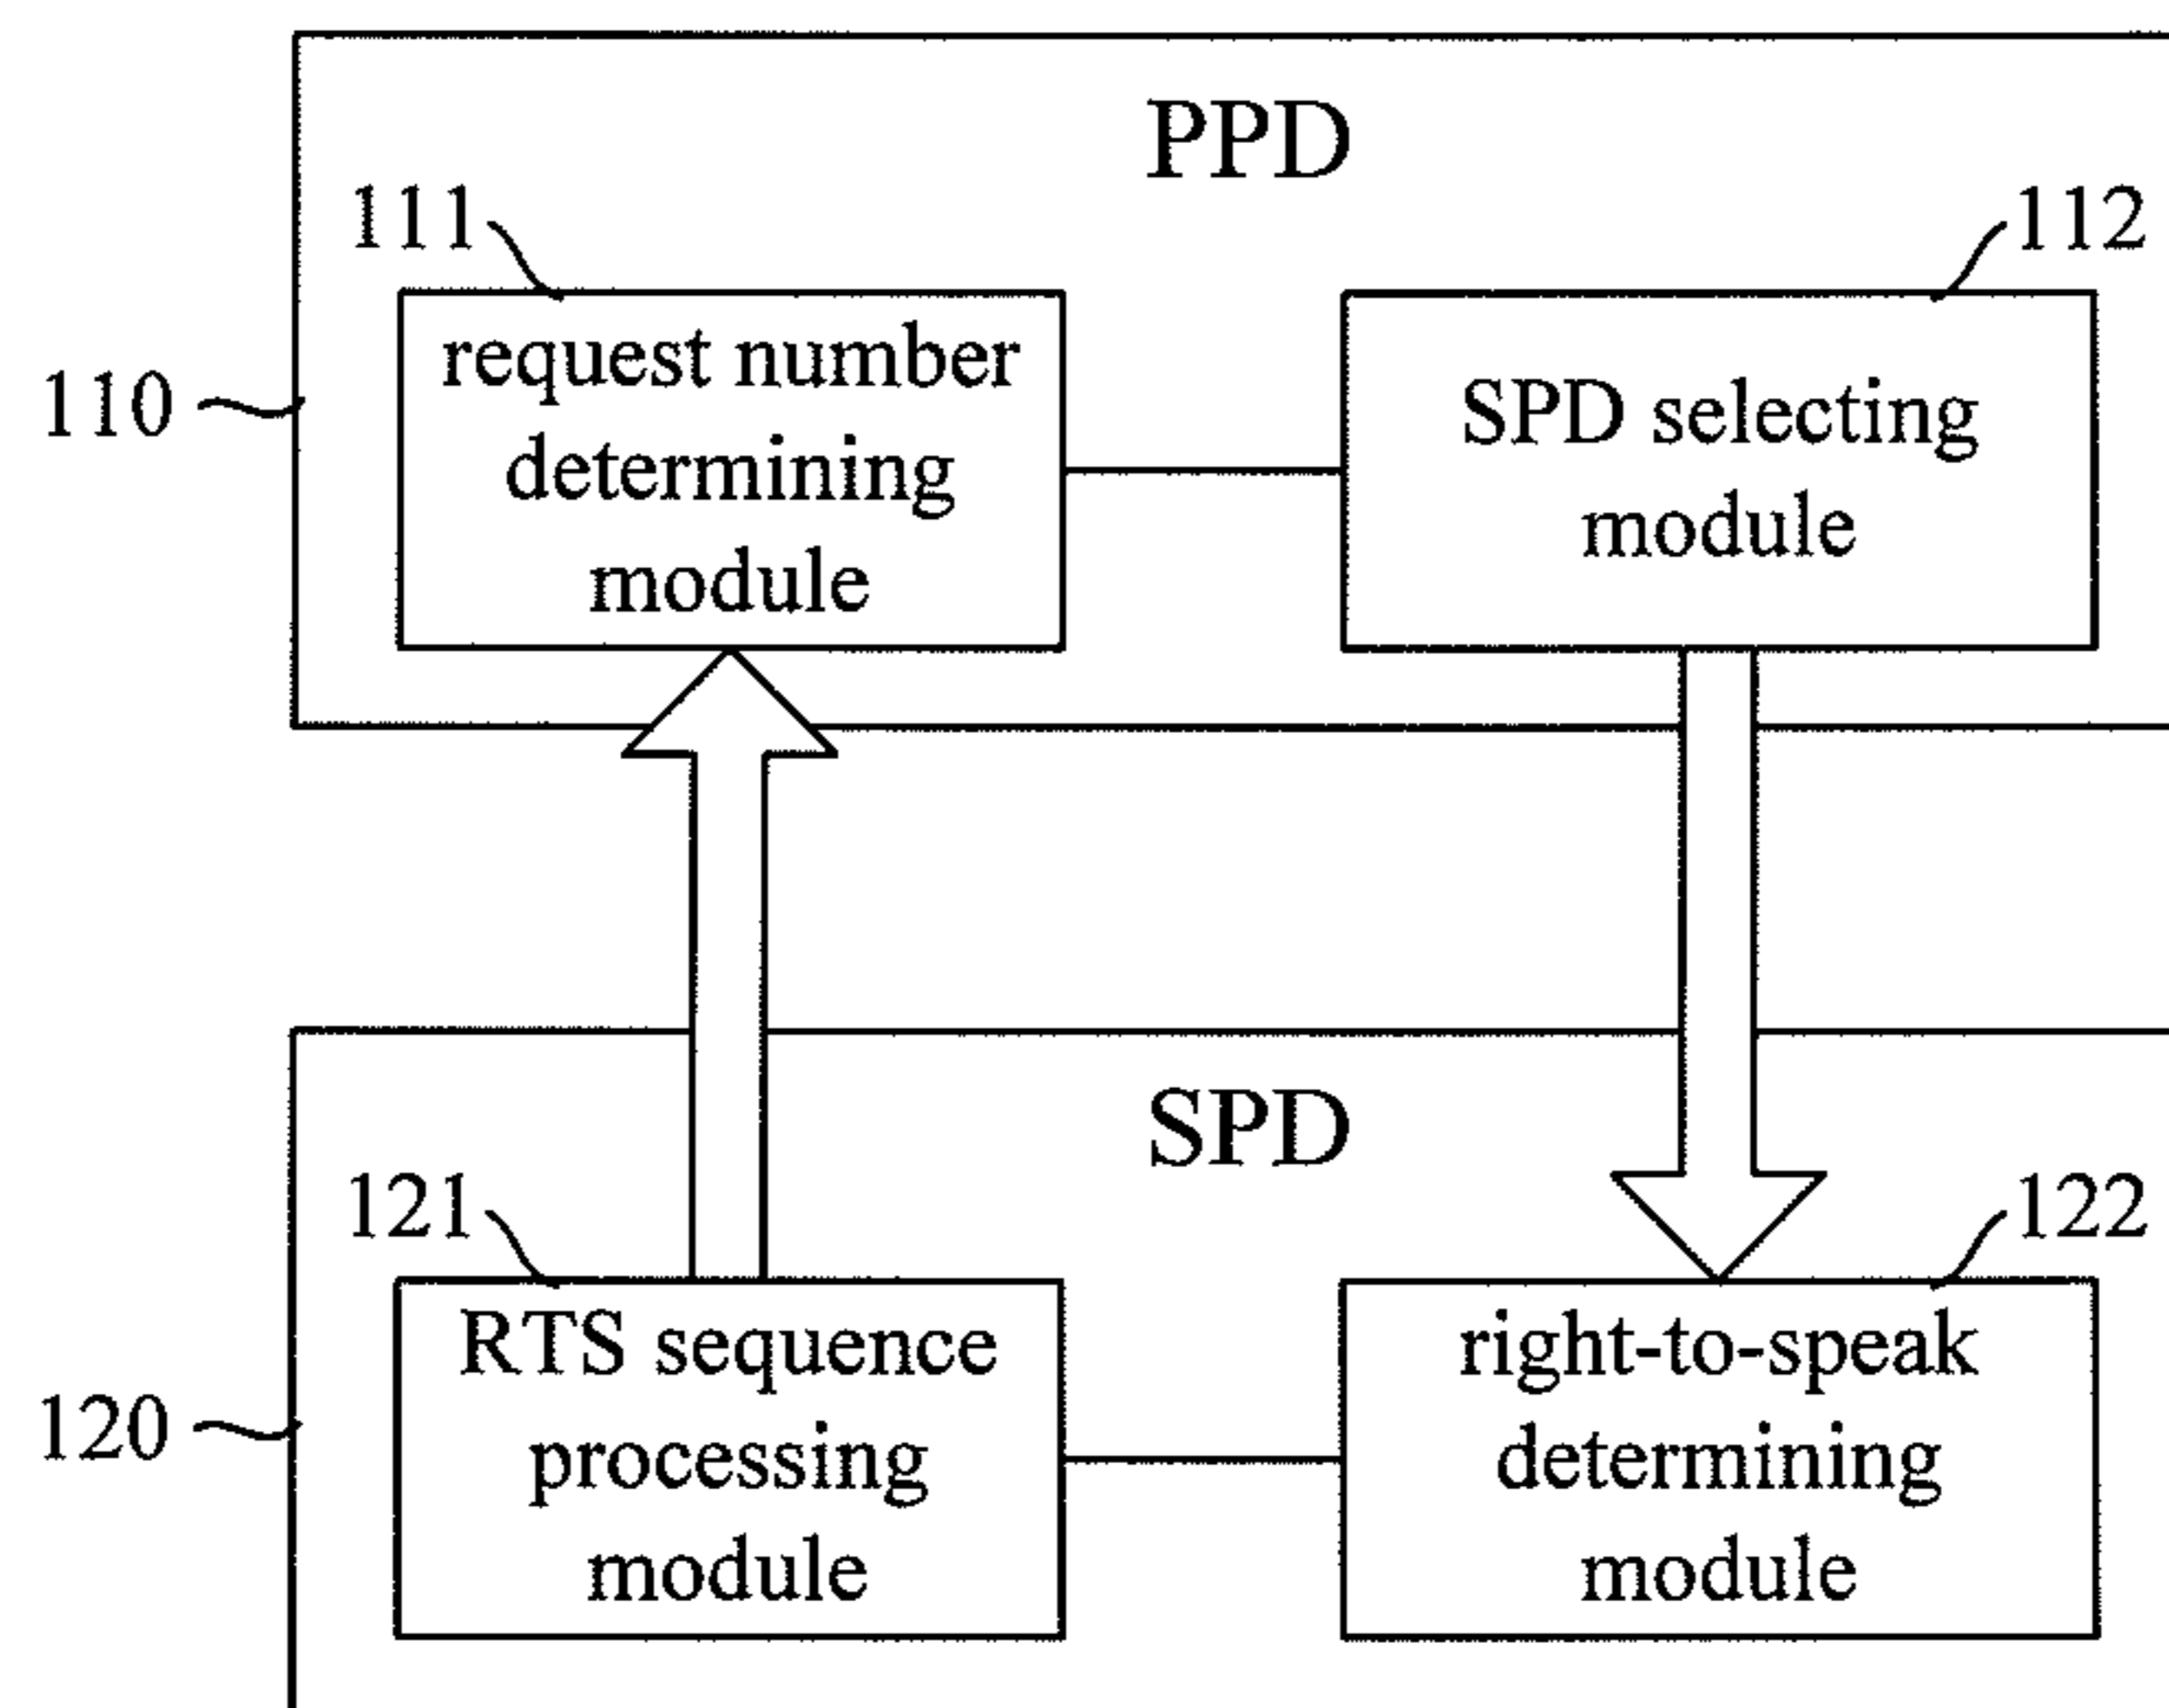 PPD
111
112
request number
determining
module
SPD selecting
module
110
SPD
121
122
RTS sequence
processing
module
right-to-speak
determining
module
120